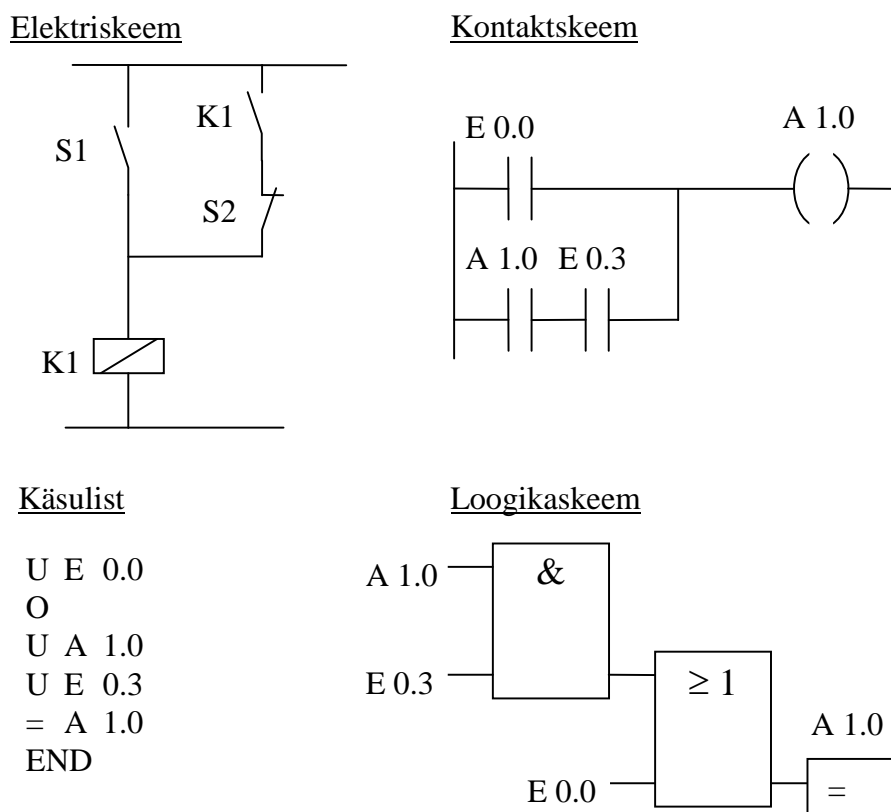 Elektriskeem
K1
S1
S2
K1
Kontaktskeem
E 0.0
A 1.0
A 1.0 E 0.3
Käsulist
U E 0.0
O
U A 1.0
U E 0.3
= A 1.0
END
Loogikaskeem
A 1.0
&
E 0.3
≥ 1
A 1.0
E 0.0
=